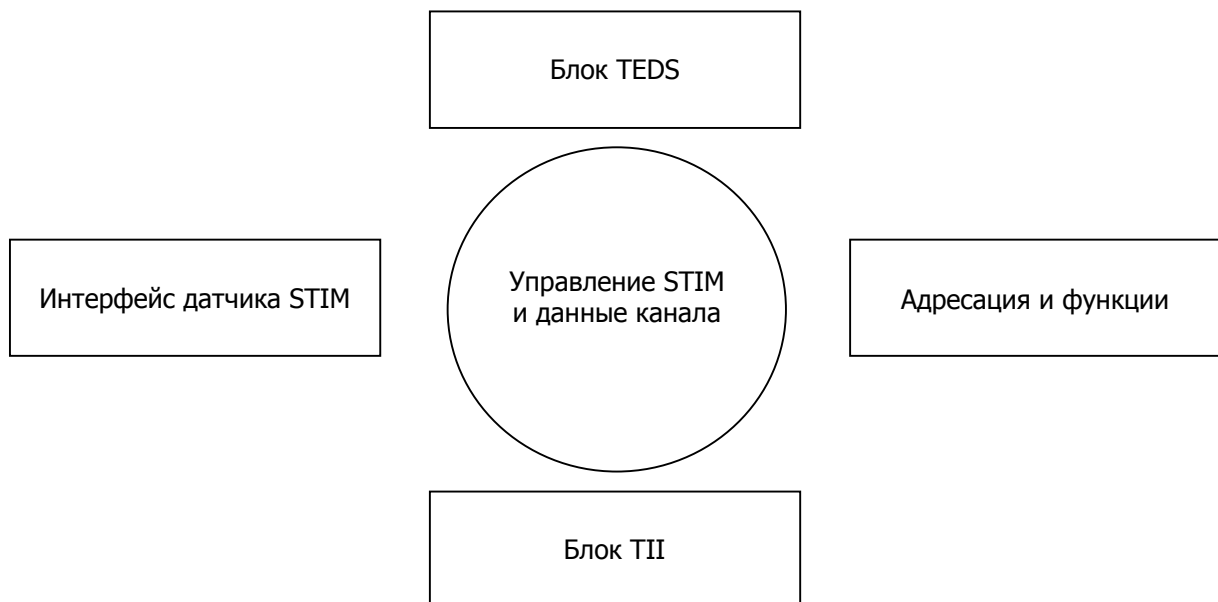 Блок TEDS
Интерфейс датчика STIM
Управление STIM
и данные канала
Адресация и функции
Блок TII